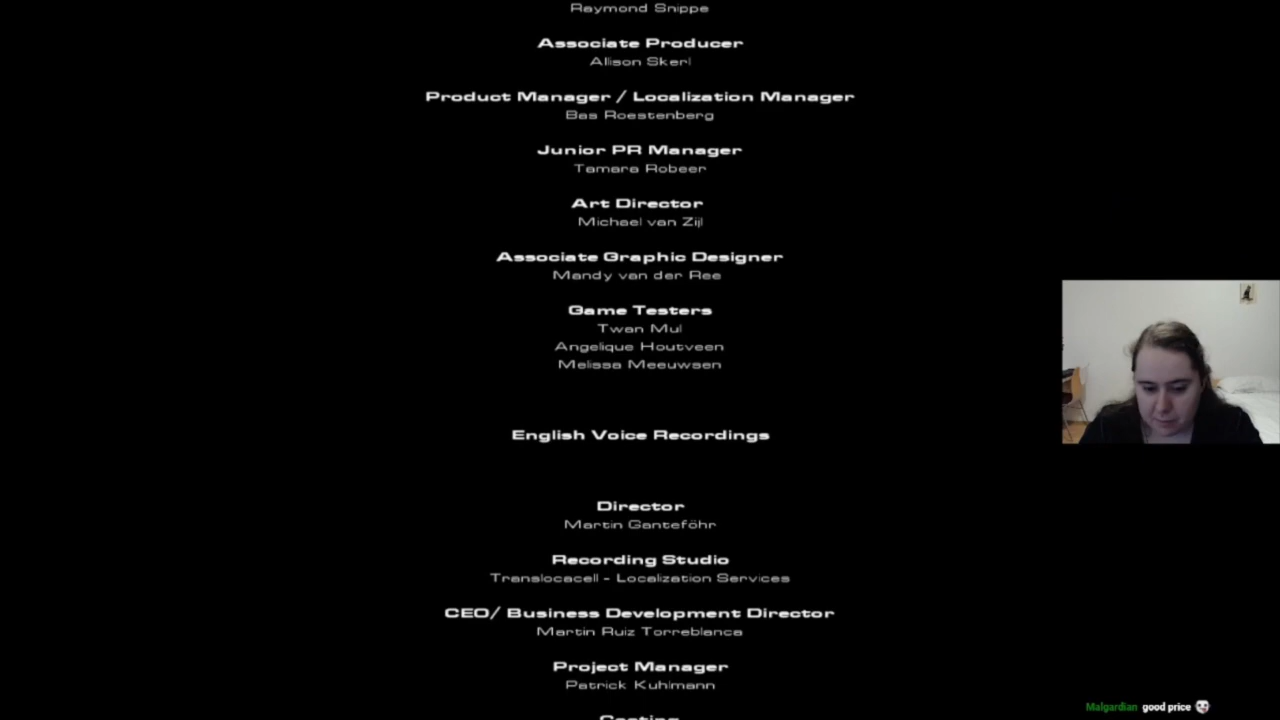 Raymond Snippe
Associate Producer
Allison Skerl
Product Manager / Localization Manager
Bas Roestenberg
Junior PR Manager
Tamara Robeer
Art Director
Michael van Zijl
Associate Graphic Designer
Mandy van der Ree
Game Testers
Twan Mul
Angelique Houtveen
Melissa Meeuwsen
English Voice Recordings
Director
Martin Ganteföhr
Recording Studio
Translocacell - Localization Services
CEO/ Business Development Director
Martin Ruiz Torreblanca
Project Manager
Patrick Kuhlmann
Casting
Malgardian good price